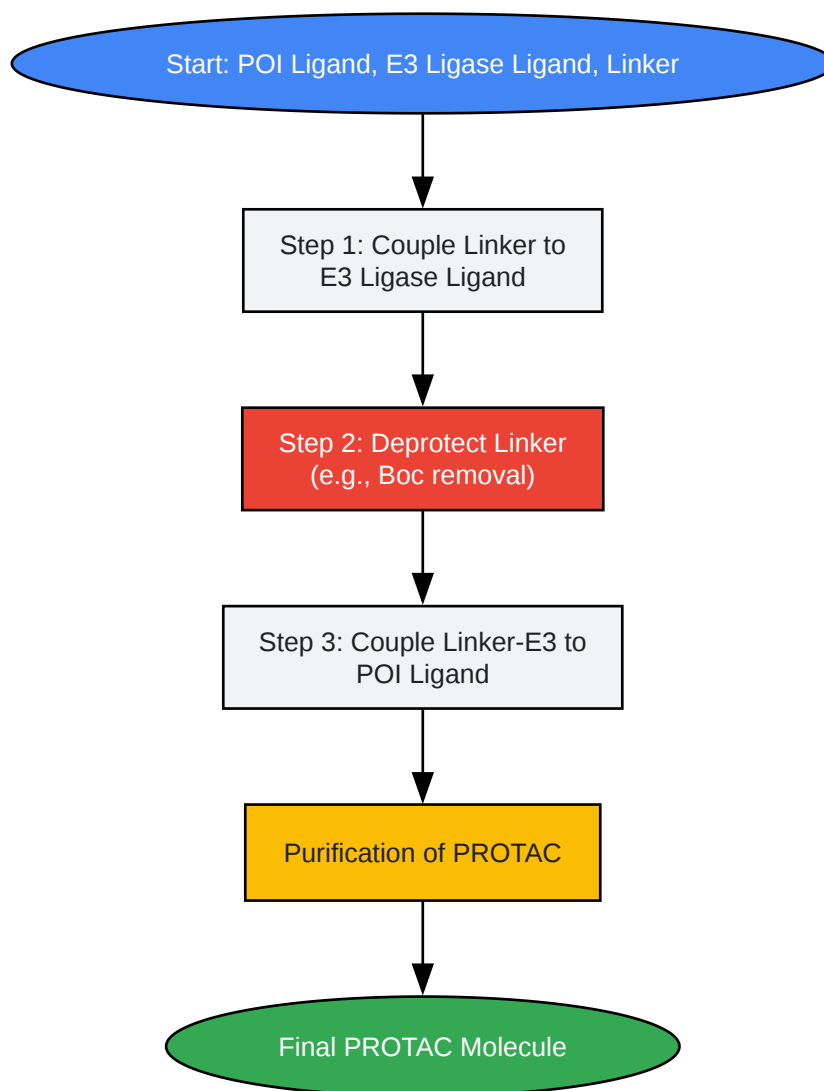 Start: POI Ligand, E3 Ligase Ligand, Linker
Step 1: Couple Linker to
E3 Ligase Ligand
Step 2: Deprotect Linker
(e.g., Boc removal)
Step 3: Couple Linker-E3 to
POI Ligand
Purification of PROTAC
Final PROTAC Molecule